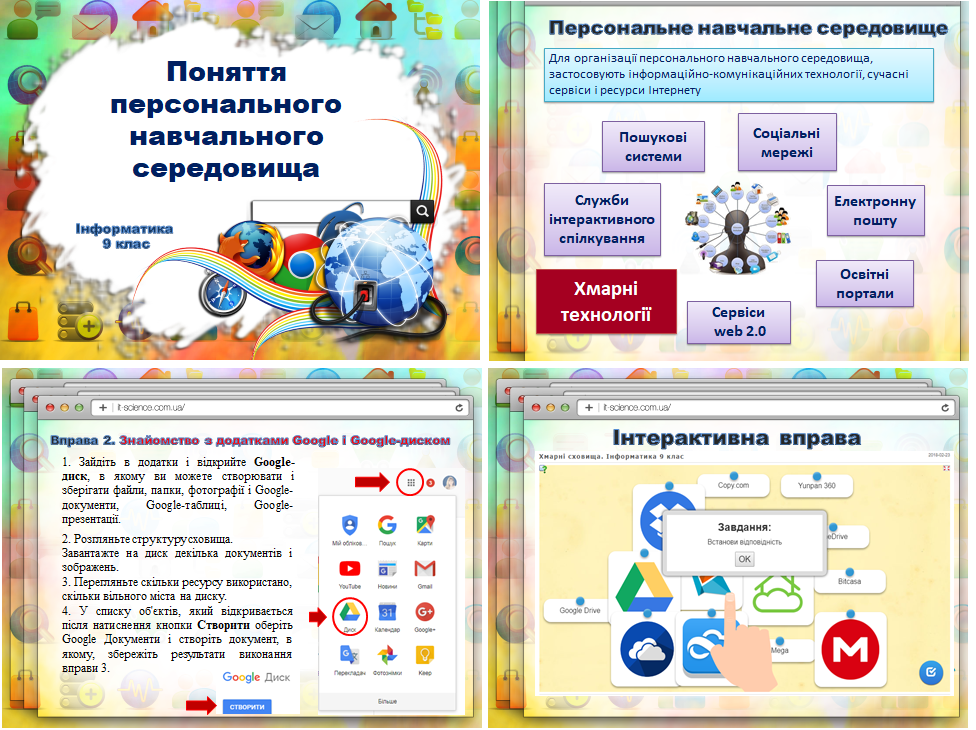 Поняття
персонального
навчального
середовища
Інформатика
9 клас
Персональне навчальне середовище
Для організації персонального навчального середовища,
застосовують інформаційно-комунікаційних технології, сучасні
сервіси і ресурси Інтернету
Пошукові
системи
Соціальні
мережі
Служби
інтерактивного
спілкування
Електронну
пошту
Освітні
портали
Хмарні
технології
Сервіси
web 2.0
it-science.com.ua/
Вправа 2. Знайомство з додатками Google і Google-диском
1. Зайдіть в додатки і відкрийте Google-
диск, в якому ви можете створювати і
зберігати файли, папки, фотографії і Google-
документи, Google-таблиці, Google-
презентації.
2. Розпляньте структуру сховища.
Завантажте на диск декілька документів і
зображень.
3. Перегляньте скільки ресурсу використано,
скільки вільного міста на диску.
4. У списку об'єктів, який відкривається
після натиснення кнопки Створити оберіть
Google Документи і створіть документ, в
якому, збережіть результати виконання
вправи 3.
Google Диск
СТВОРИТИ
3
Мій обліков...
Пошук
Карти
YouTube
Новини
Gmail
Диск
31
Календар
G+
Google+
Перекладач
Фотознімки
Keep
Більше
it-science.com.ua/
Інтерактивна вправа
Хмарні сховища. Інформатика 9 клас
Copy.com
Yunpan 360
Завдання:
Встанови відповідність
OK
eDrive
Bitcasa
Google Drive
Mega
M